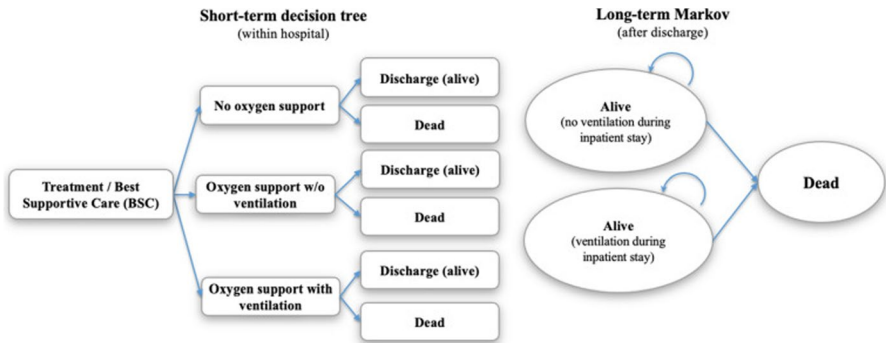 Short-term decision tree
(within hospital)
Treatment / Best
Supportive Care (BSC)
No oxygen support
Discharge (alive)
Dead
Oxygen support w/o
ventilation
Discharge (alive)
Dead
Oxygen support with
ventilation
Discharge (alive)
Dead
Long-term Markov
(after discharge)
Alive
(no ventilation during
inpatient stay)
Alive
(ventilation during
inpatient stay)
Dead